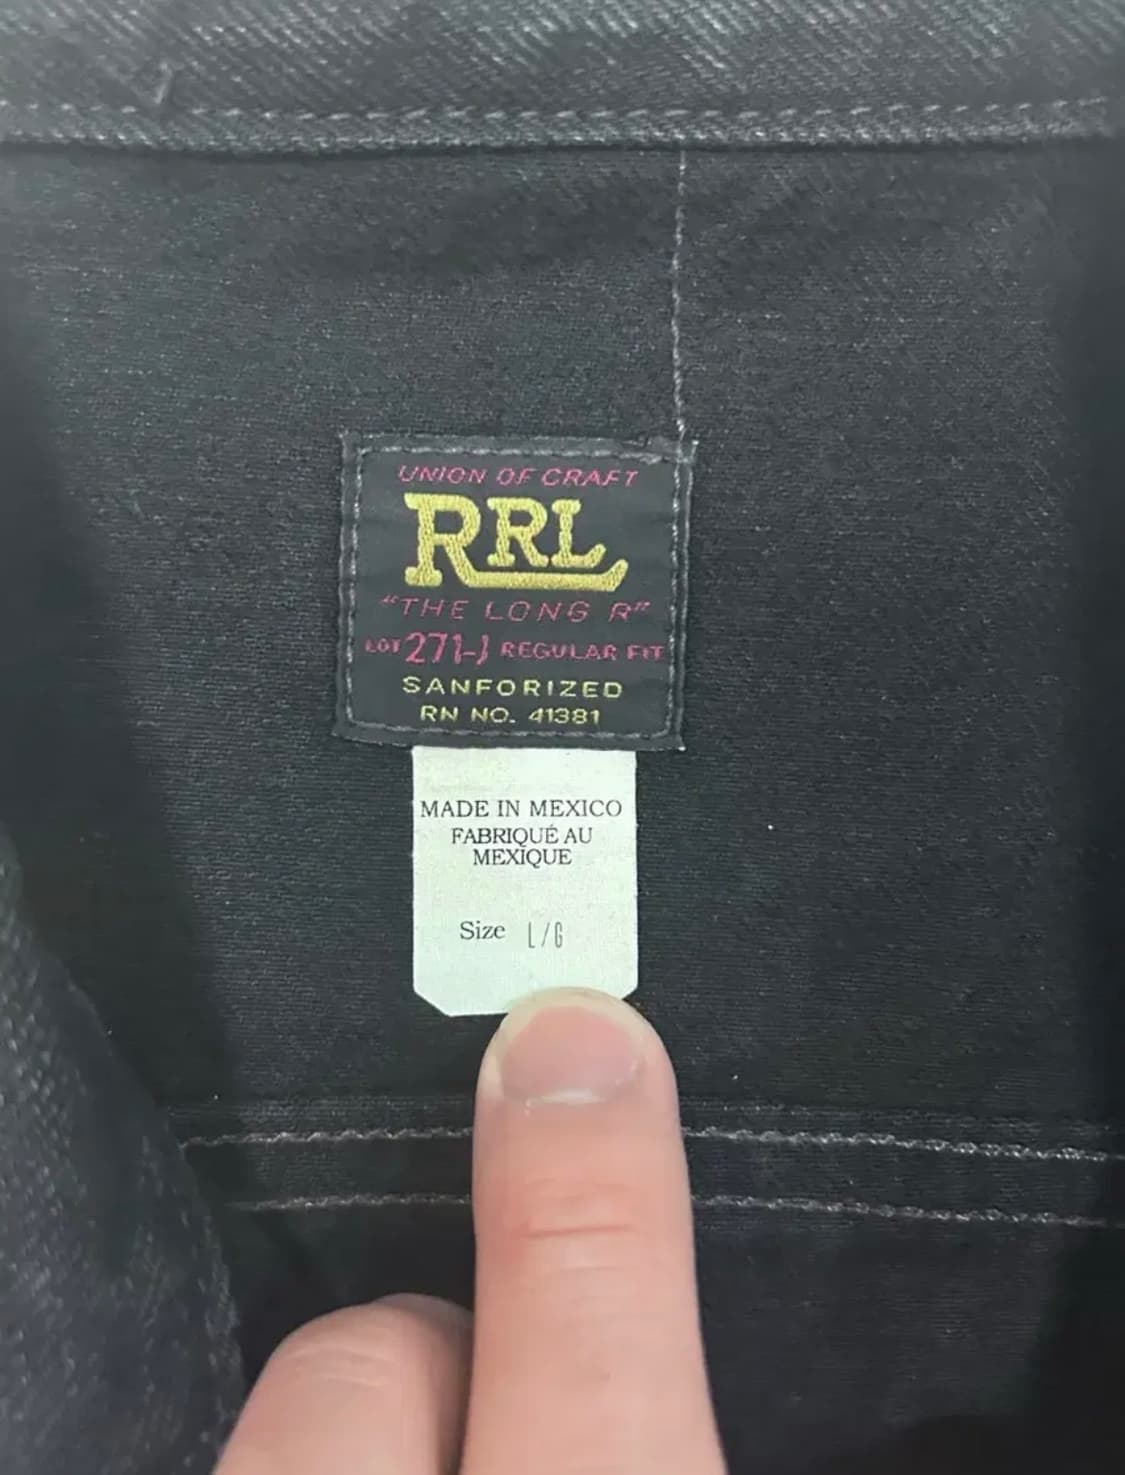 UNION OF CRAFT
RRL
"THE LONG R"
LOT 271-J REGULAR FIT
SANFORIZED
RN NO. 41381
MADE IN MEXICO
FABRIQUÉ AU
MEXIQUE
Size L/G